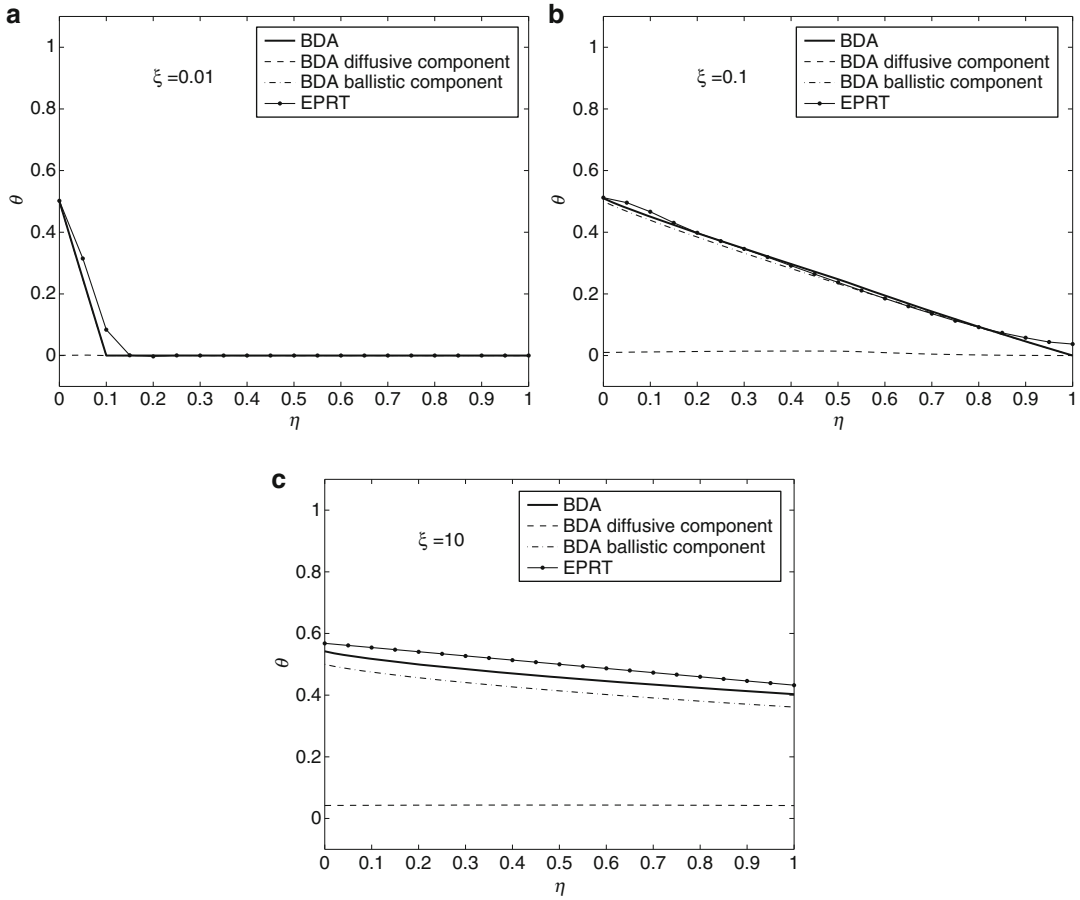 a
1
0.8
0.6
0.4
0.2
0
θ
ξ =0.01
BDA
BDA diffusive component
BDA ballistic component
EPRT
0 0.1 0.2 0.3 0.4 0.5 0.6 0.7 0.8 0.9 1
η
b
1
0.8
0.6
0.4
0.2
0
θ
ξ =0.1
BDA
BDA diffusive component
BDA ballistic component
EPRT
0 0.1 0.2 0.3 0.4 0.5 0.6 0.7 0.8 0.9 1
η
c
1
0.8
0.6
0.4
0.2
0
θ
ξ =10
BDA
BDA diffusive component
BDA ballistic component
EPRT
0 0.1 0.2 0.3 0.4 0.5 0.6 0.7 0.8 0.9 1
η